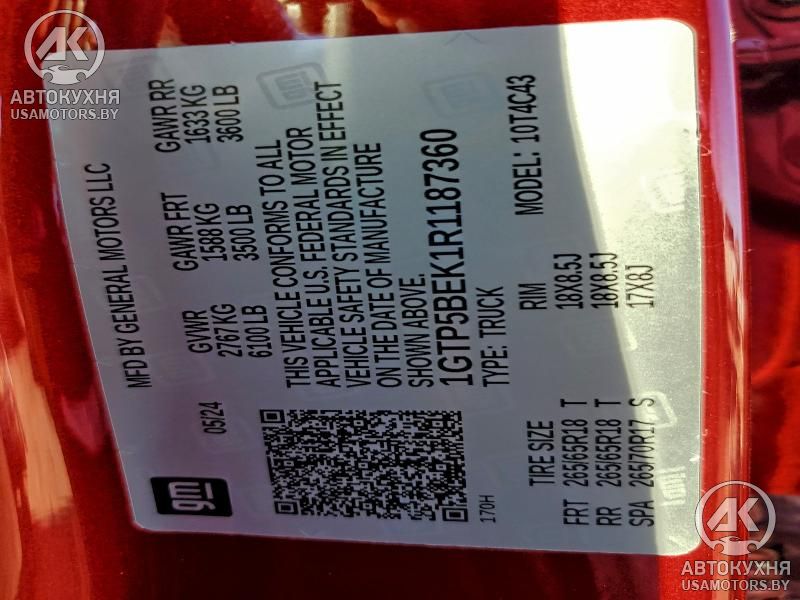 АК
АВТОКУХНЯ
USAMOTORS.BY
gm
MFD BY GENERAL MOTORS LLC
05/24 GVWR GAWR FRT GAWR RR
2767 KG 1588 KG 1633 KG
6100 LB 3500 LB 3600 LB
THIS VEHICLE CONFORMS TO ALL
APPLICABLE U.S. FEDERAL MOTOR
VEHICLE SAFETY STANDARDS IN EFFECT
ON THE DATE OF MANUFACTURE
SHOWN ABOVE.
1GTP5BEK1R1187360
170H TYPE: TRUCK MODEL: 10T4C43
TIRE SIZE RIM
FRT 265/65R18 T 18X8.5J
RR 265/65R18 T 18X8.5J
SPA 265/70R17 S 17X8J
АК
АВТОКУХНЯ
USAMOTORS.BY